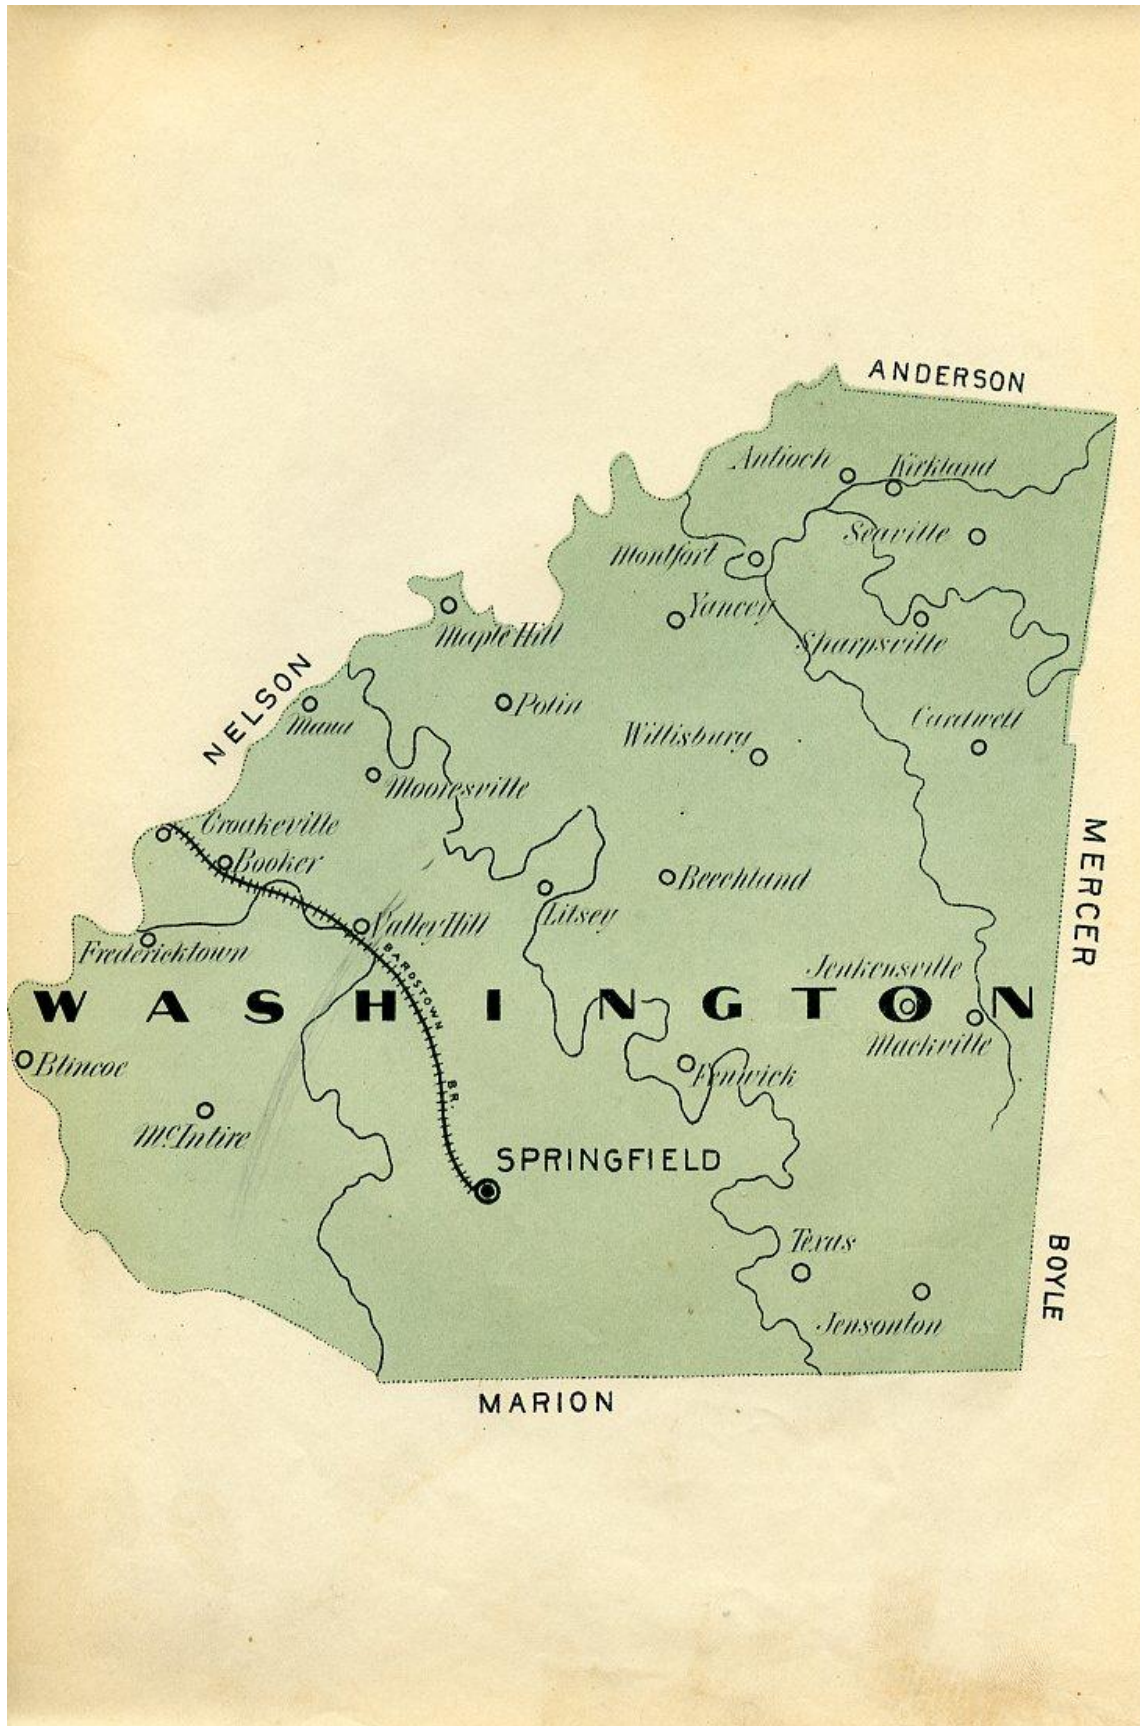 ANDERSON
Antioch
Kirkland
Seaville
Montfort
Yancey
Sharpsville
Maple Hill
NELSON
Maud
Polin
Cardwell
Willisburg
Mooresville
Croakeville
MERCER
Booker
Beechland
Litsey
Valley Hill
Fredericktown
BARDSTOWN BR.
Jenkensville
WASHINGTON
Mackville
Blincoe
Fenwick
McIntire
SPRINGFIELD
Texas
BOYLE
Jensonton
MARION